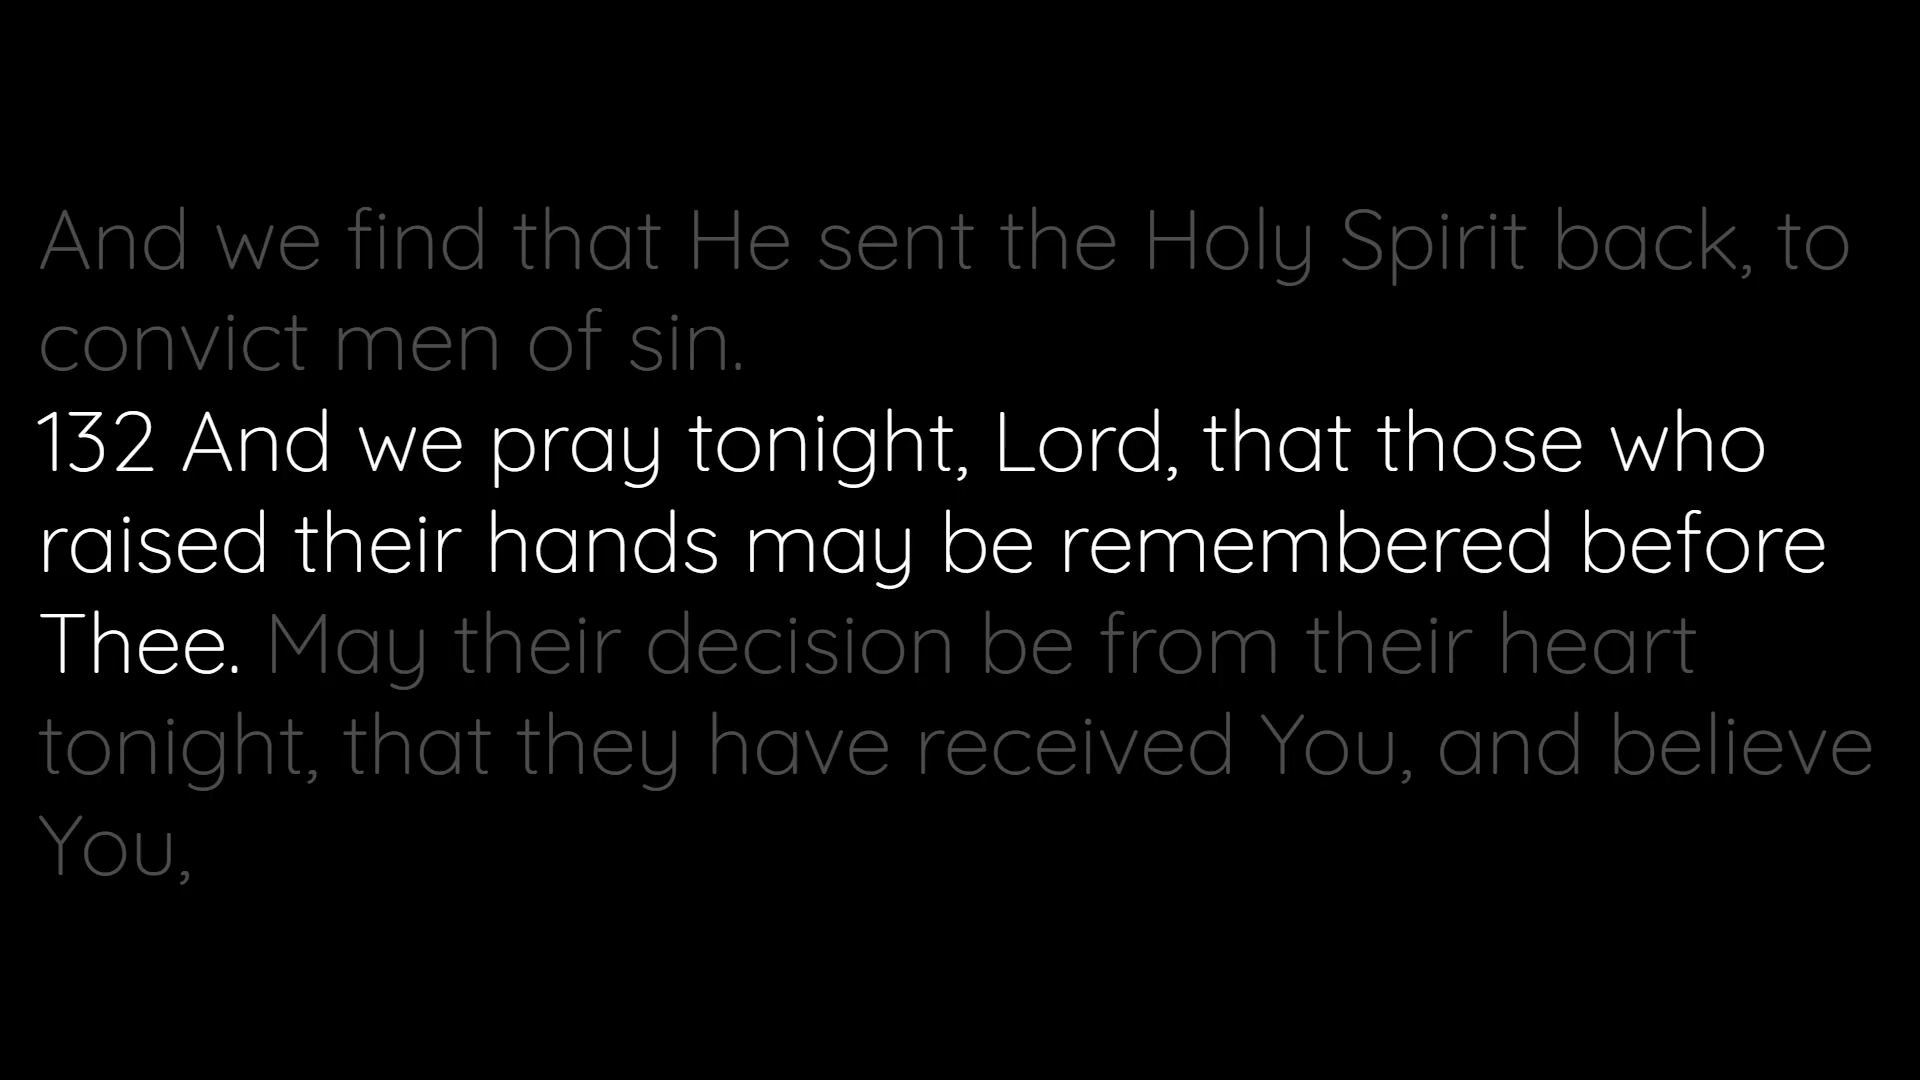 And we find that He sent the Holy Spirit back, to
convict men of sin.
132 And we pray tonight, Lord, that those who
raised their hands may be remembered before
Thee. May their decision be from their heart
tonight, that they have received You, and believe
You,